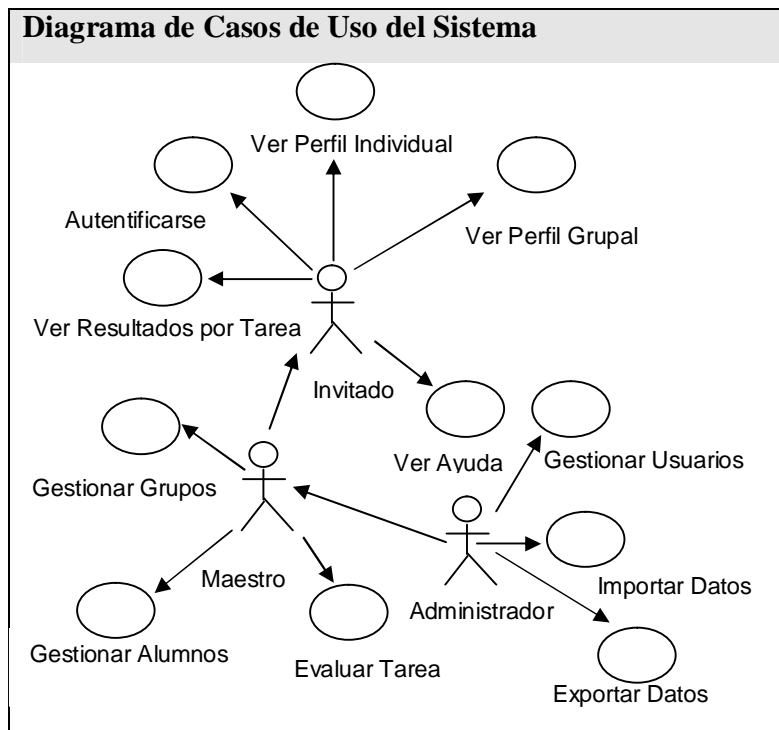 Diagrama de Casos de Uso del Sistema
Ver Perfil Individual
Autentificarse
Ver Perfil Grupal
Ver Resultados por Tarea
Invitado
Ver Ayuda
Gestionar Usuarios
Gestionar Grupos
Maestro
Importar Datos
Administrador
Gestionar Alumnos
Evaluar Tarea
Exportar Datos